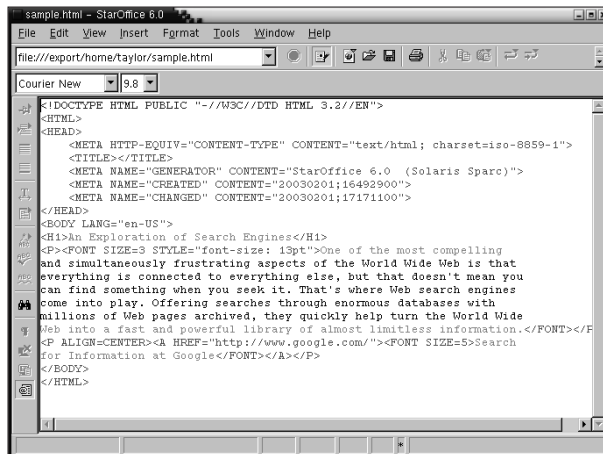 sample.html - StarOffice 6.0
File Edit View Insert Format Tools Window Help
file:///export/home/taylor/sample.html
Courier New 9.8
<!DOCTYPE HTML PUBLIC "-//W3C//DTD HTML 3.2//EN">
<HTML>
<HEAD>
<META HTTP-EQUIV="CONTENT-TYPE" CONTENT="text/html; charset=iso-8859-1">
<TITLE></TITLE>
<META NAME="GENERATOR" CONTENT="StarOffice 6.0 (Solaris Sparc)">
<META NAME="CREATED" CONTENT="20030201;16492900">
<META NAME="CHANGED" CONTENT="20030201;17171100">
</HEAD>
<BODY LANG="en-US">
<H1>An Exploration of Search Engines</H1>
<P><FONT SIZE=3 STYLE="font-size: 13pt">One of the most compelling
and simultaneously frustrating aspects of the World Wide Web is that
everything is connected to everything else, but that doesn't mean you
can find something when you seek it. That's where Web search engines
come into play. Offering searches through enormous databases with
millions of Web pages archived, they quickly help turn the World Wide
Web into a fast and powerful library of almost limitless information.</FONT></P
<P ALIGN=CENTER><A HREF="http://www.google.com/"><FONT SIZE=5>Search
for Information at Google</FONT></A></P>
</BODY>
</HTML>
*